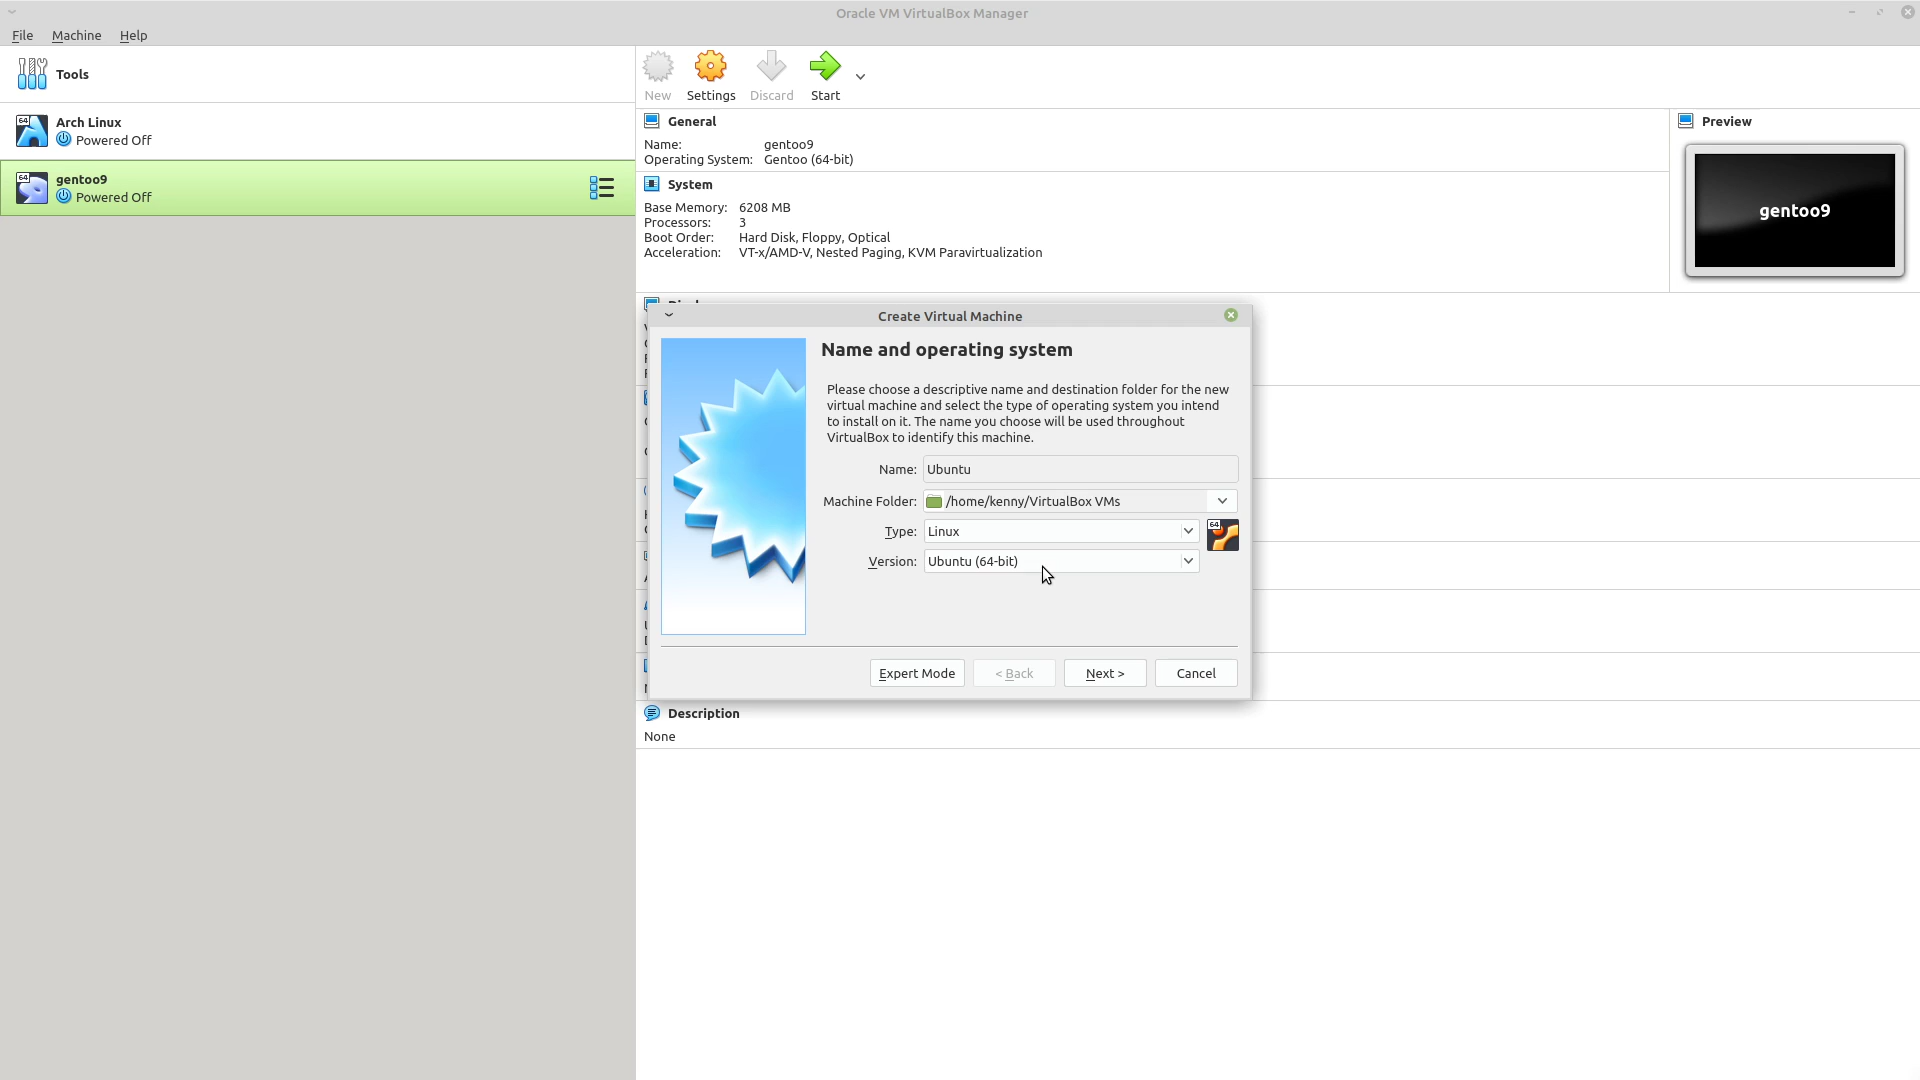 Oracle VM VirtualBox Manager
File Machine Help
Tools
New Settings Discard Start
64
Arch Linux
Powered Off
64
gentoo9
Powered Off
General
Name: gentoo9
Operating System: Gentoo (64-bit)
Preview
gentoo9
System
Base Memory: 6208 MB
Processors: 3
Boot Order: Hard Disk, Floppy, Optical
Acceleration: VT-x/AMD-V, Nested Paging, KVM Paravirtualization
Create Virtual Machine
Name and operating system
Please choose a descriptive name and destination folder for the new
virtual machine and select the type of operating system you intend
to install on it. The name you choose will be used throughout
VirtualBox to identify this machine.
Name: Ubuntu
Machine Folder: /home/kenny/VirtualBox VMs
Type: Linux
64
Version: Ubuntu (64-bit)
Expert Mode < Back Next > Cancel
Description
None